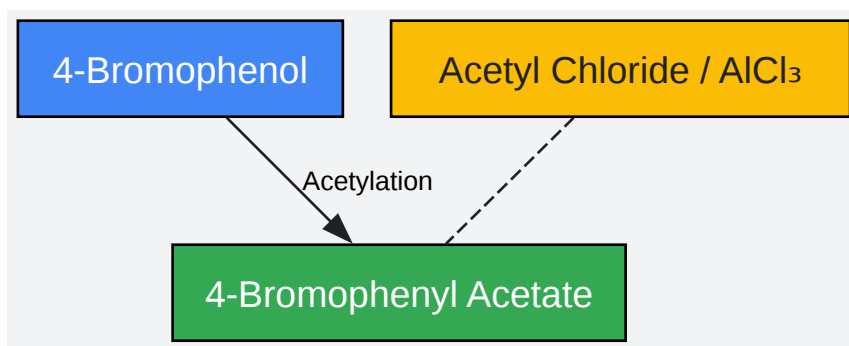 4-Bromophenol
Acetyl Chloride / AlCl₃
Acetylation
4-Bromophenyl Acetate